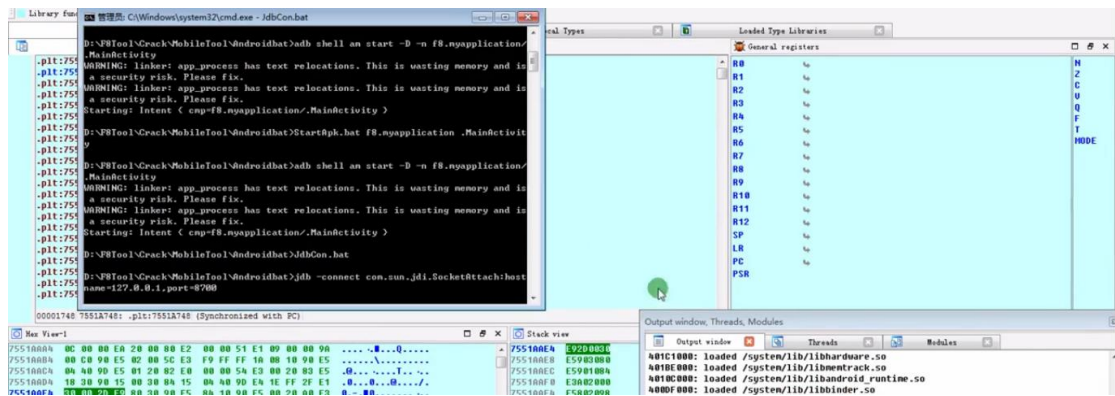 Library func
管理员: C:\Windows\system32\cmd.exe - JdbCon.bat
cal Types
Loaded Type Libraries
D:\F8Tool\Crack\MobileTool\Androidbat>adb shell am start -D -n f8.myapplication/
.MainActivity
WARNING: linker: app_process has text relocations. This is wasting memory and is
a security risk. Please fix.
WARNING: linker: app_process has text relocations. This is wasting memory and is
a security risk. Please fix.
Starting: Intent { cmp=f8.myapplication/.MainActivity }
D:\F8Tool\Crack\MobileTool\Androidbat>StartApk.bat f8.myapplication .MainActivit
y
D:\F8Tool\Crack\MobileTool\Androidbat>adb shell am start -D -n f8.myapplication/
.MainActivity
WARNING: linker: app_process has text relocations. This is wasting memory and is
a security risk. Please fix.
WARNING: linker: app_process has text relocations. This is wasting memory and is
a security risk. Please fix.
Starting: Intent { cmp=f8.myapplication/.MainActivity }
D:\F8Tool\Crack\MobileTool\Androidbat>JdbCon.bat
D:\F8Tool\Crack\MobileTool\Androidbat>jdb -connect com.sun.jdi.SocketAttach:host
name=127.0.0.1,port=8700
General registers
R0
R1
R2
R3
R4
R5
R6
R7
R8
R9
R10
R11
R12
SP
LR
PC
PSR
N
Z
C
V
Q
F
T
MODE
00001748 7551A748: .plt:7551A748 (Synchronized with PC)
Hex View-1
7551AAA4 0C 00 00 EA 20 00 80 E2 00 00 51 E1 09 00 00 9A
7551AAB4 00 C0 90 E5 02 00 5C E3 F9 FF FF 1A 08 10 90 E5
7551AAC4 04 40 9D E5 01 20 82 E0 00 00 54 E3 00 20 83 E5
7551AAD4 18 30 90 15 00 30 84 15 04 40 9D E4 1E FF 2F E1
Stack view
7551AAE4 E92D0030
7551AAE8 E5903080
7551AAEC E5901084
7551AAF0 E3A02000
7551AAF4 E5802098
Output window, Threads, Modules
Output window
Threads
Modules
401C1000: loaded /system/lib/libhardware.so
401BE000: loaded /system/lib/libmemtrack.so
4010C000: loaded /system/lib/libandroid_runtime.so
400DF000: loaded /system/lib/libbinder.so